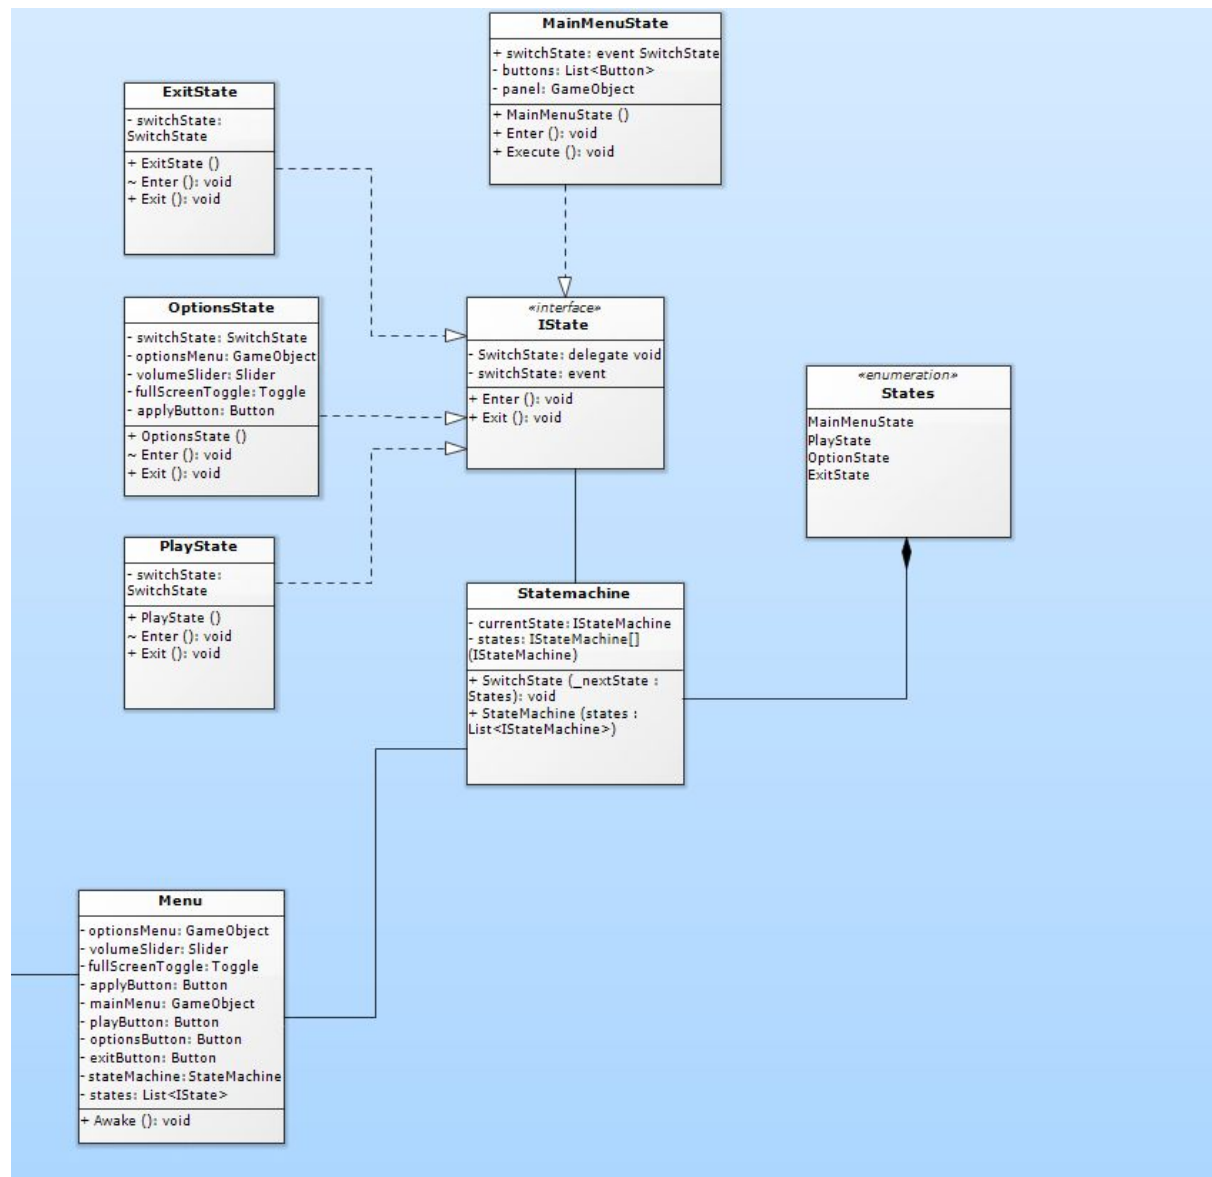 MainMenuState
+ switchState: event SwitchState
- buttons: List<Button>
- panel: GameObject
+ MainMenuState ()
+ Enter (): void
+ Execute (): void
ExitState
- switchState:
SwitchState
+ ExitState ()
~ Enter (): void
+ Exit (): void
OptionsState
- switchState: SwitchState
- optionsMenu: GameObject
- volumeSlider: Slider
- fullScreenToggle: Toggle
- applyButton: Button
+ OptionsState ()
~ Enter (): void
+ Exit (): void
«interface»
IState
- SwitchState: delegate void
- switchState: event
+ Enter (): void
+ Exit (): void
«enumeration»
States
MainMenuState
PlayState
OptionState
ExitState
PlayState
- switchState:
SwitchState
+ PlayState ()
~ Enter (): void
+ Exit (): void
Statemachine
- currentState: IStateMachine
- states: IStateMachine[]
(IStateMachine)
+ SwitchState (_nextState :
States): void
+ StateMachine (states :
List<IStateMachine>)
Menu
- optionsMenu: GameObject
- volumeSlider: Slider
- fullScreenToggle: Toggle
- applyButton: Button
- mainMenu: GameObject
- playButton: Button
- optionsButton: Button
- exitButton: Button
- stateMachine: StateMachine
- states: List<IState>
+ Awake (): void